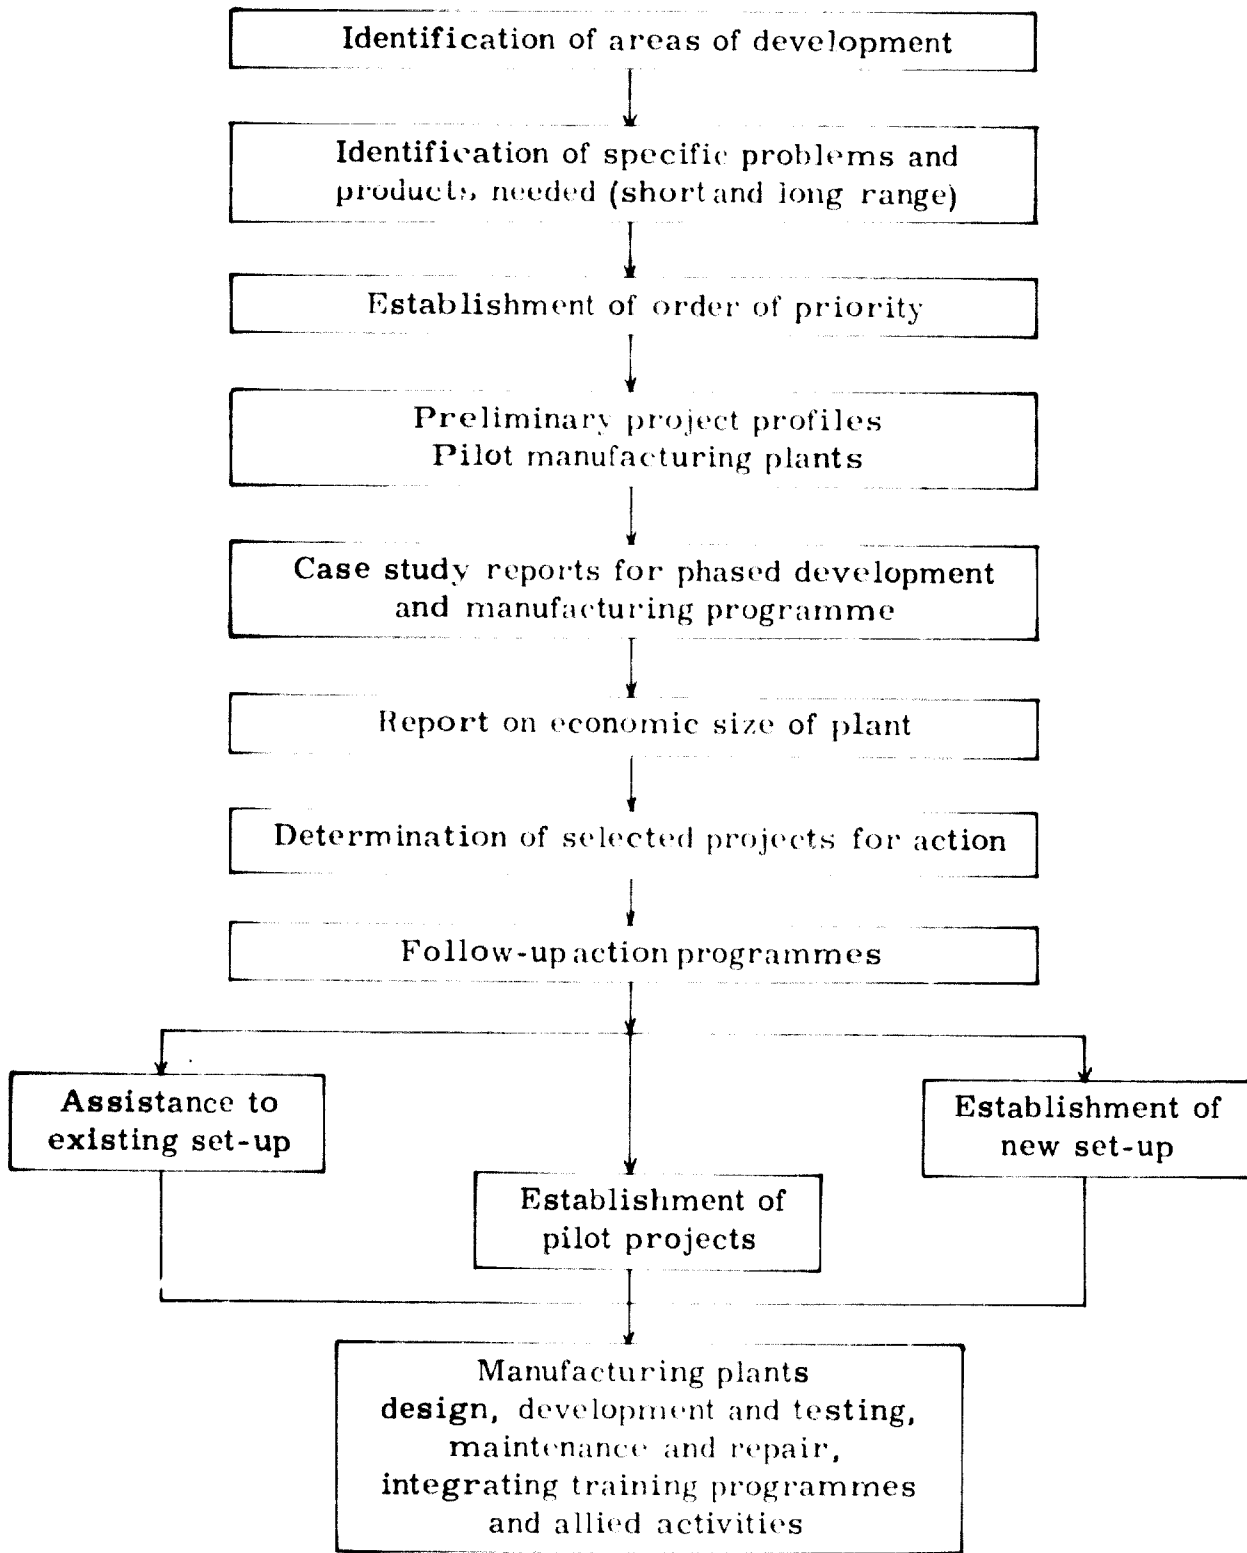 Identification of areas of development
Identification of specific problems and
products needed (short and long range)
Establishment of order of priority
Preliminary project profiles
Pilot manufacturing plants
Case study reports for phased development
and manufacturing programme
Report on economic size of plant
Determination of selected projects for action
Follow-up action programmes
Assistance to
existing set-up
Establishment of
new set-up
Establishment of
pilot projects
Manufacturing plants
design, development and testing,
maintenance and repair,
integrating training programmes
and allied activities